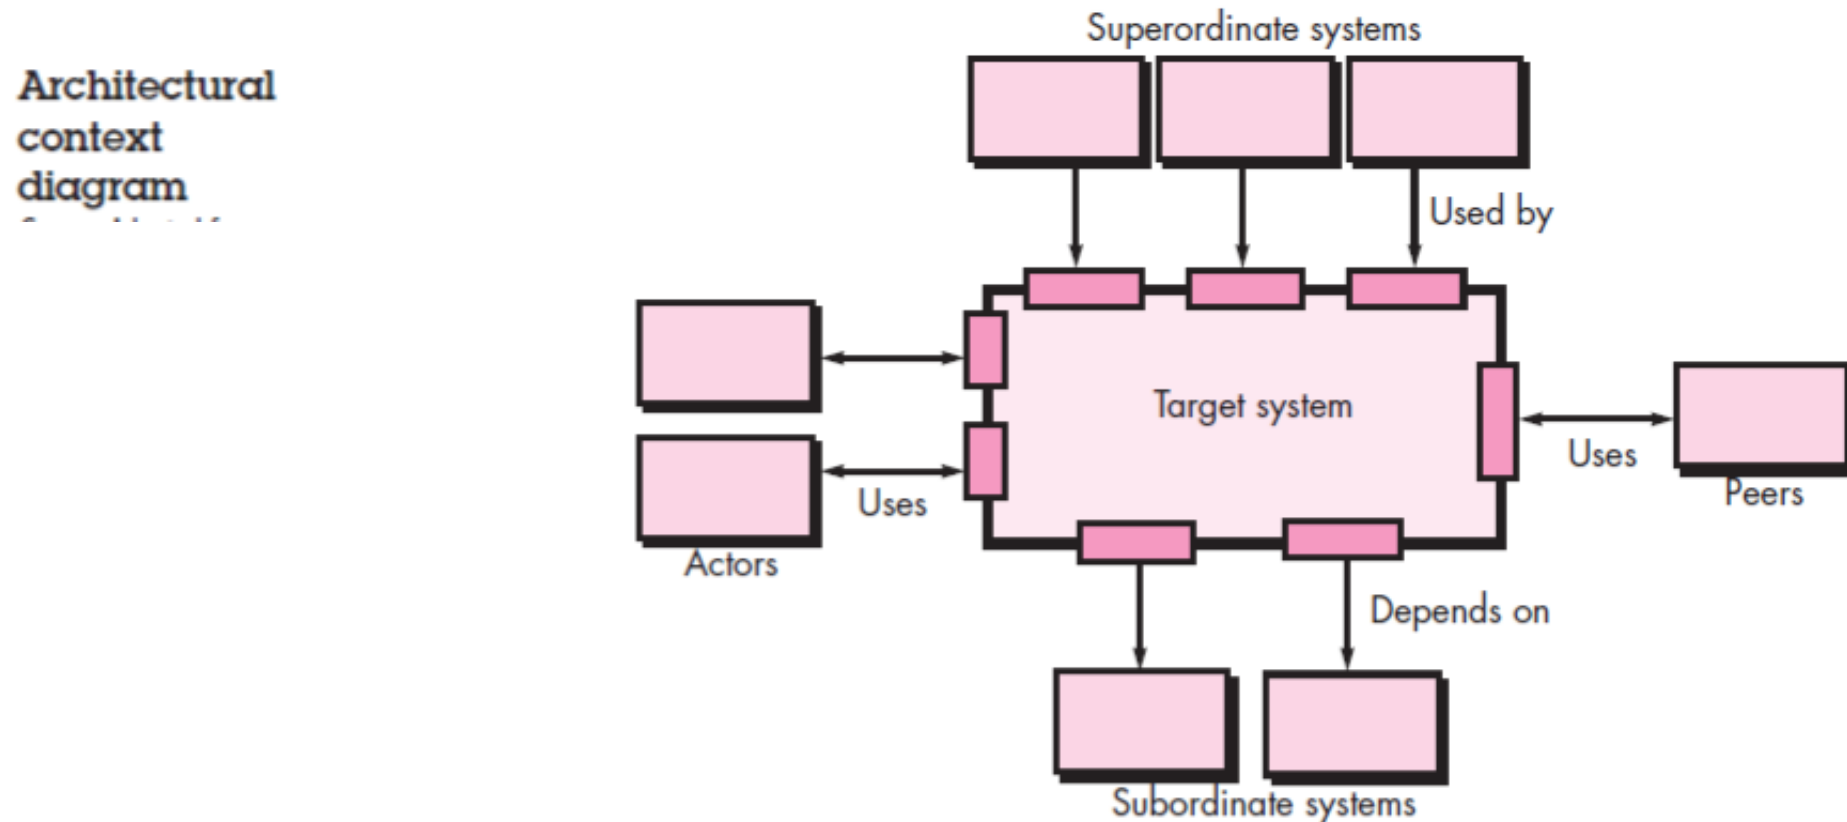 Architectural
context
diagram
Superordinate systems
Used by
Target system
Uses
Actors
Uses
Peers
Depends on
Subordinate systems